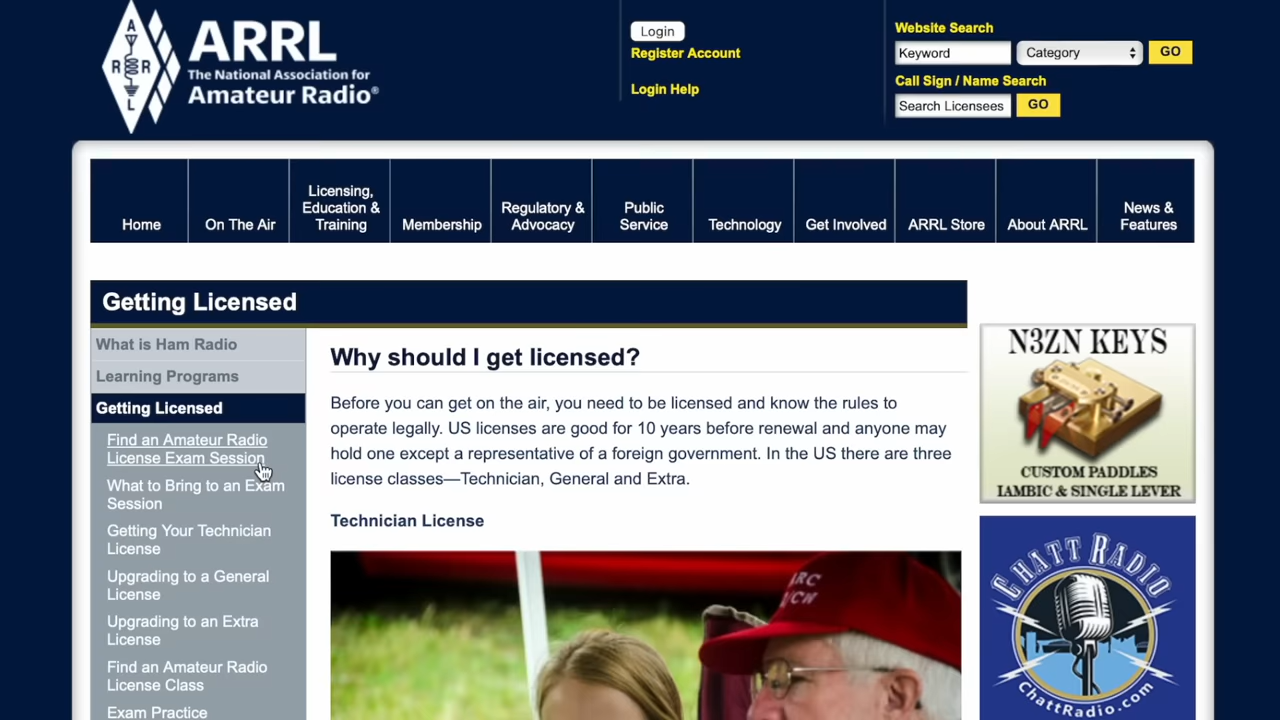 A
R R
L
ARRL
The National Association for
Amateur Radio®
Login
Register Account
Login Help
Website Search
Keyword
Category
GO
Call Sign / Name Search
Search Licensees
GO
Home
On The Air
Licensing,
Education &
Training
Membership
Regulatory &
Advocacy
Public
Service
Technology
Get Involved
ARRL Store
About ARRL
News &
Features
Getting Licensed
What is Ham Radio
Learning Programs
Getting Licensed
Find an Amateur Radio
License Exam Session
What to Bring to an Exam
Session
Getting Your Technician
License
Upgrading to a General
License
Upgrading to an Extra
License
Find an Amateur Radio
License Class
Exam Practice
Why should I get licensed?
Before you can get on the air, you need to be licensed and know the rules to
operate legally. US licenses are good for 10 years before renewal and anyone may
hold one except a representative of a foreign government. In the US there are three
license classes—Technician, General and Extra.
Technician License
N3ZN KEYS
CUSTOM PADDLES
IAMBIC & SINGLE LEVER
CHATT RADIO
ChattRadio.com